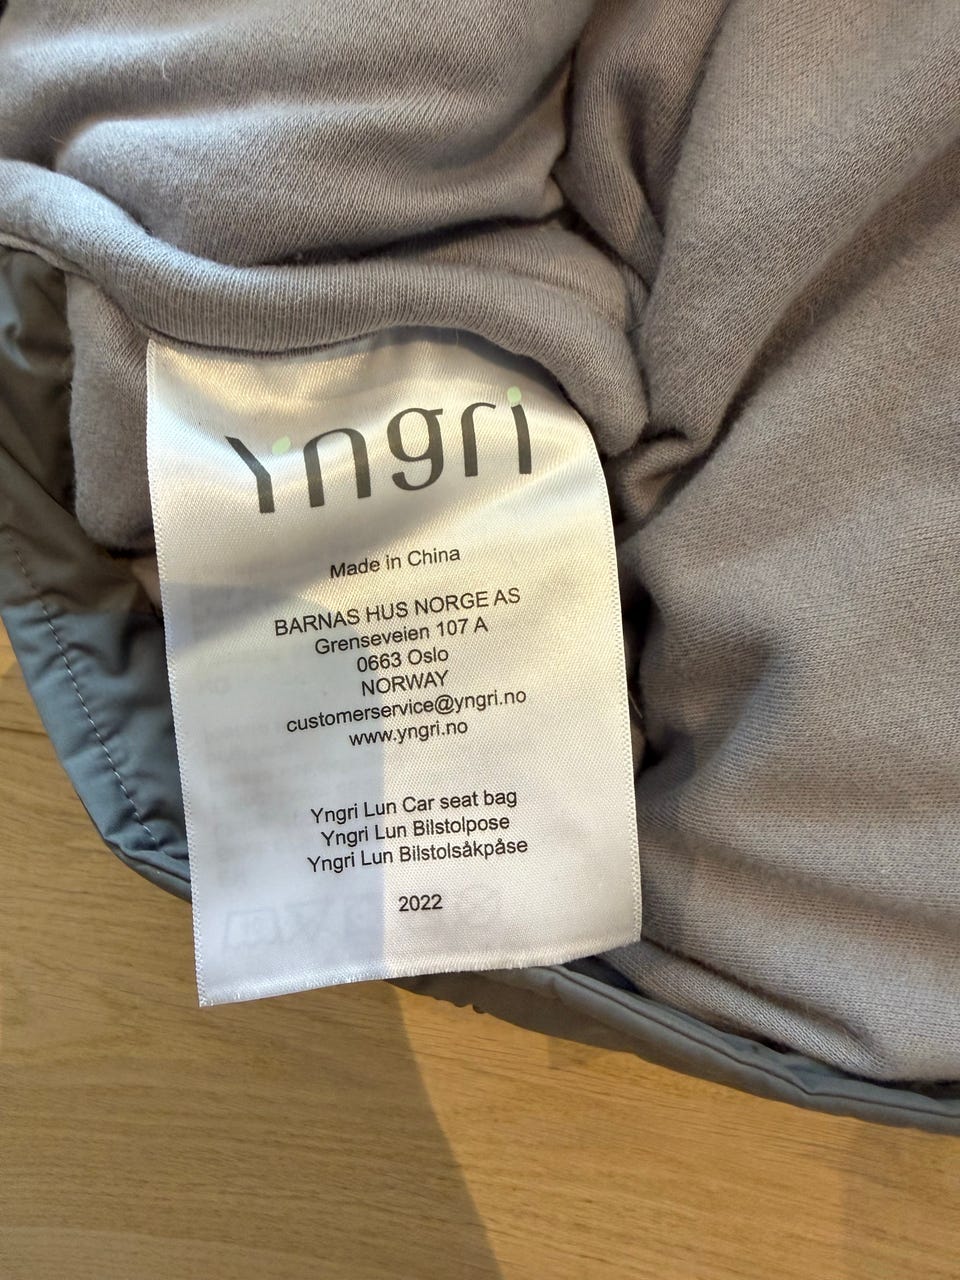 Yngri
Made in China
BARNAS HUS NORGE AS
Grenseveien 107 A
0663 Oslo
NORWAY
customerservice@yngri.no
www.yngri.no
Yngri Lun Car seat bag
Yngri Lun Bilstolpose
Yngri Lun Bilstolsåkpåse
2022